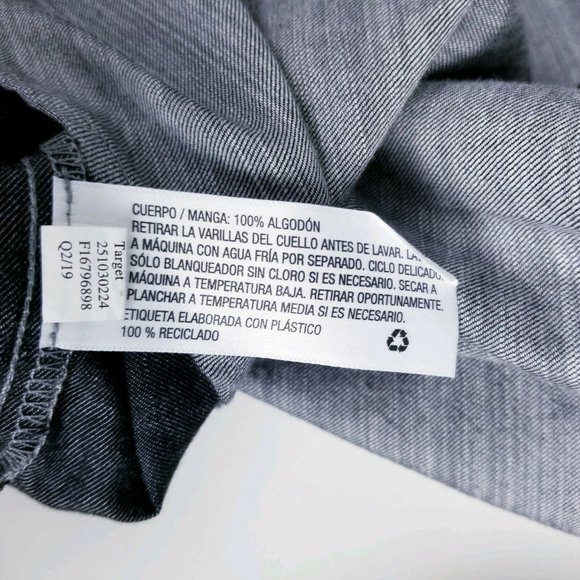 CUERPO / MANGA: 100% ALGODÓN
RETIRAR LA VARILLAS DEL CUELLO ANTES DE LAVAR.
A MÁQUINA CON AGUA FRÍA POR SEPARADO. CICLO DELICADO.
SÓLO BLANQUEADOR SIN CLORO SI ES NECESARIO. SECAR A
MÁQUINA A TEMPERATURA BAJA. RETIRAR OPORTUNAMENTE.
PLANCHAR A TEMPERATURA MEDIA SI ES NECESARIO.
ETIQUETA ELABORADA CON PLÁSTICO
100 % RECICLADO
Target
251030224
F16796898
Q2/19